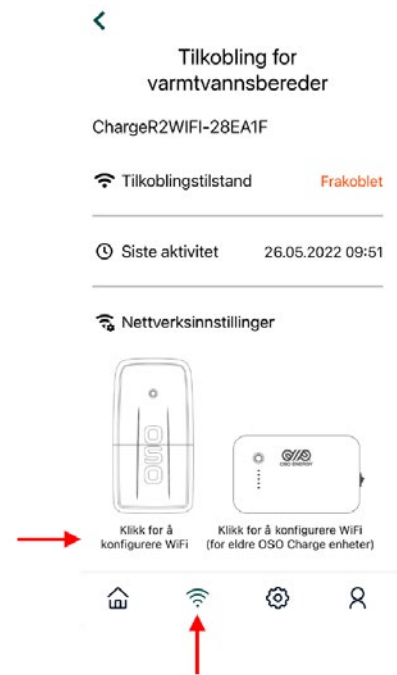 Tilkobling for
varmtvannsbereder
ChargeR2WIFI-28EA1F
Tilkoblingstilstand Frakoblet
Siste aktivitet 26.05.2022 09:51
Nettverksinnstillinger
OSO
OSO ENERGY
Klikk for å
konfigurere WiFi
Klikk for å konfigurere WiFi
(for eldre OSO Charge enheter)